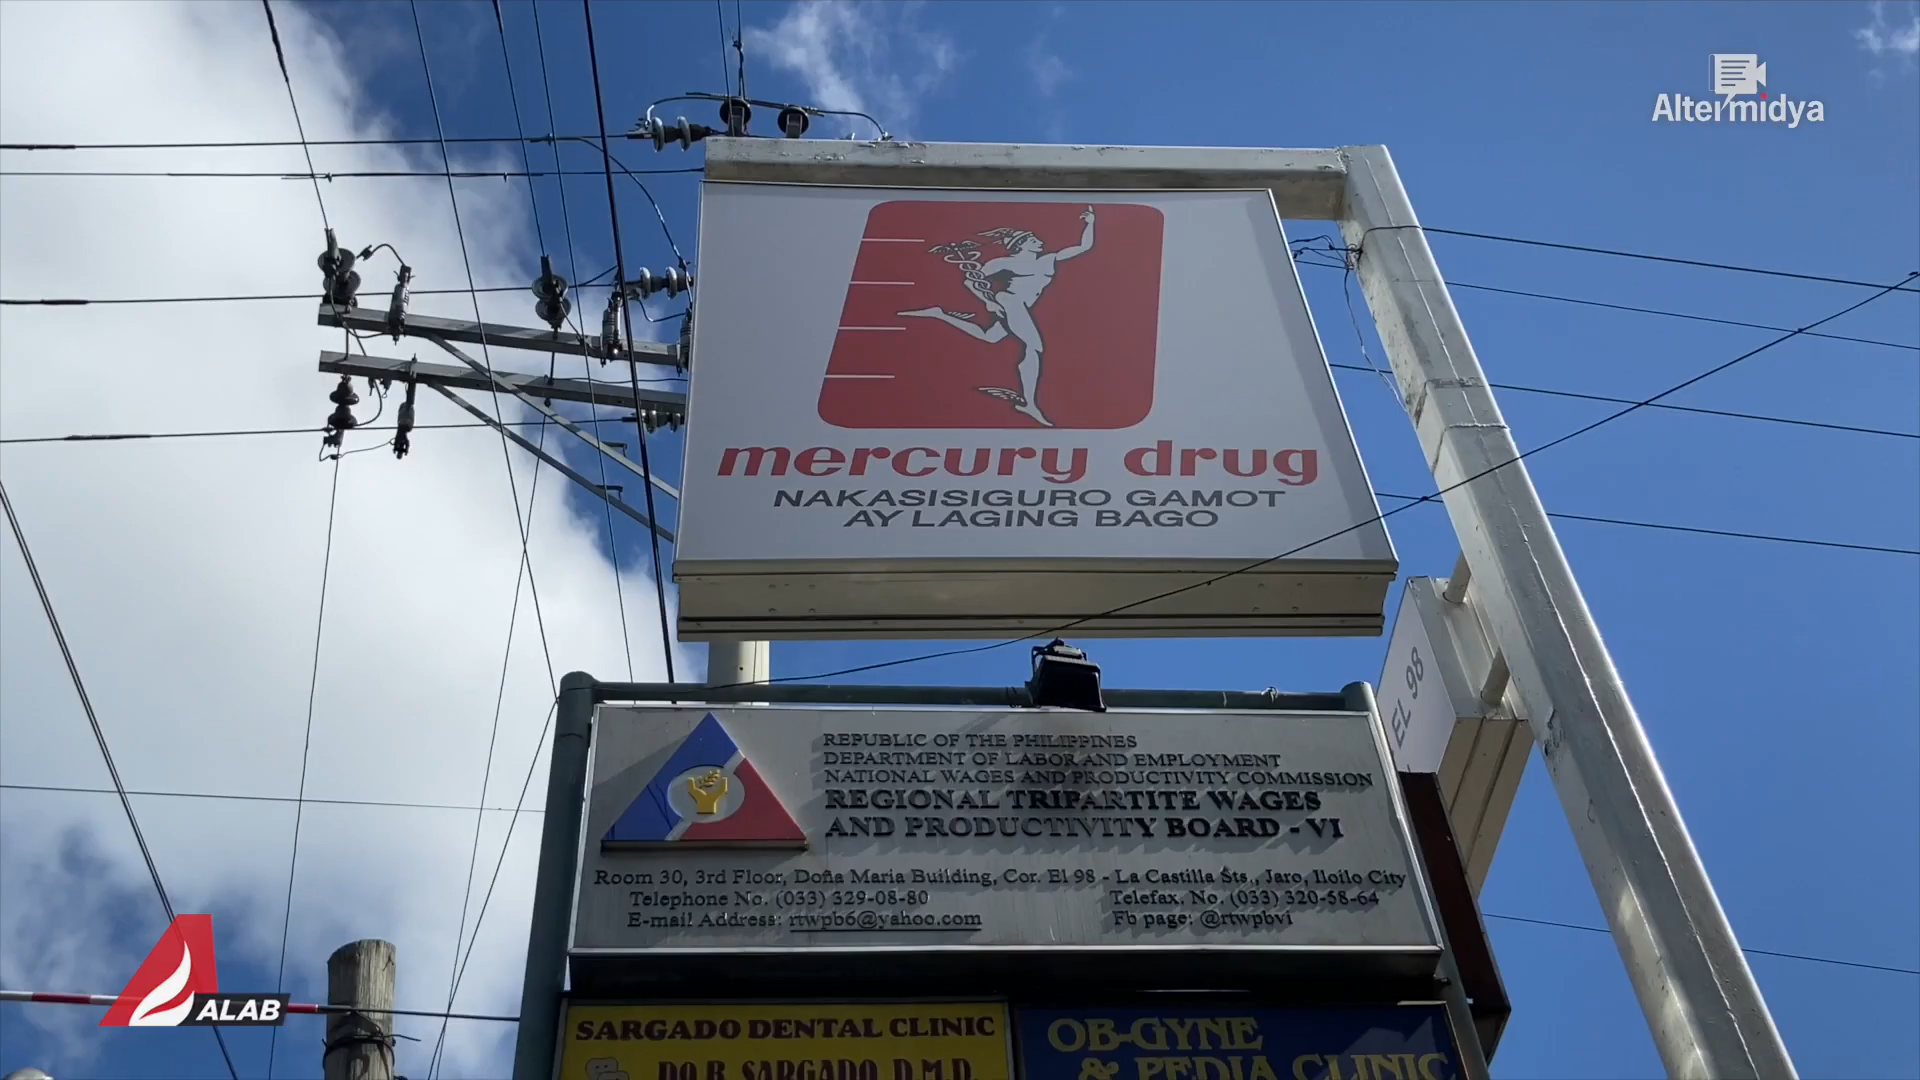 Altermidya
mercury drug
NAKASISIGURO GAMOT
AY LAGING BAGO
EL 98
REPUBLIC OF THE PHILIPPINES
DEPARTMENT OF LABOR AND EMPLOYMENT
NATIONAL WAGES AND PRODUCTIVITY COMMISSION
REGIONAL TRIPARTITE WAGES
AND PRODUCTIVITY BOARD - VI
Room 30, 3rd Floor, Doña Maria Building, Cor. El 98 - La Castilla Sts., Jaro, Iloilo City
Telephone No. (033) 329-08-80 Telefax. No. (033) 320-58-64
E-mail Address: rtwpb6@yahoo.com Fb page: @rtwpbvi
ALAB
SARGADO DENTAL CLINIC
SARGADO D.M.D.
OB-GYNE
& PEDIA CLINIC